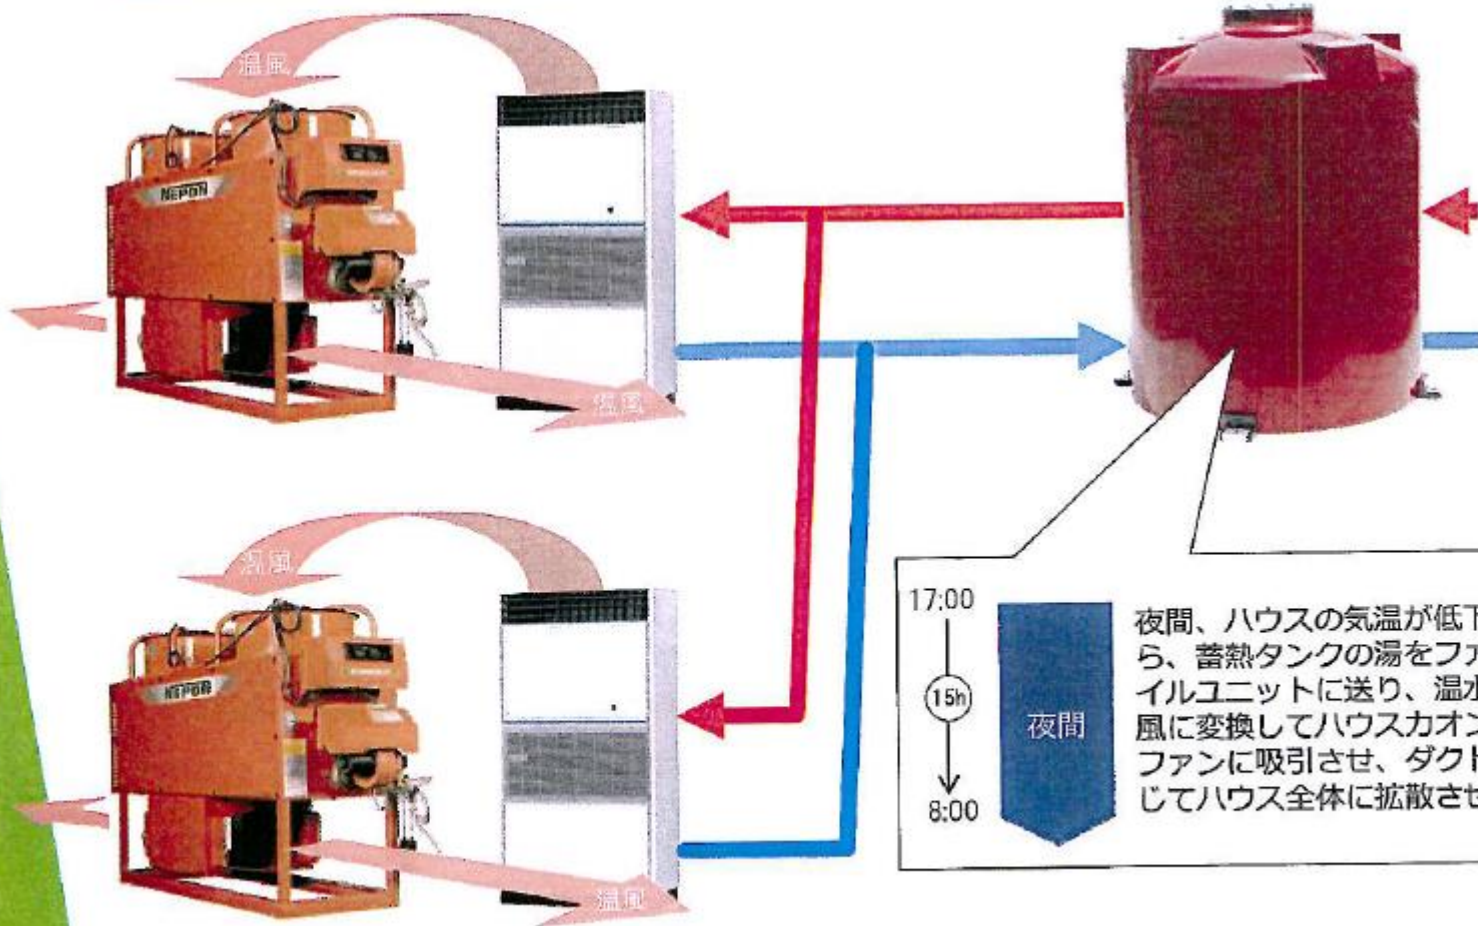 温風
NEPON
温風
温風
NEPON
温風
17:00
15h
8:00
夜間
夜間、ハウスの気温が低下
ら、蓄熱タンクの湯をファ
イルユニットに送り、温水
風に変換してハウスカオン
ファンに吸引させ、ダクト
じてハウス全体に拡散させ